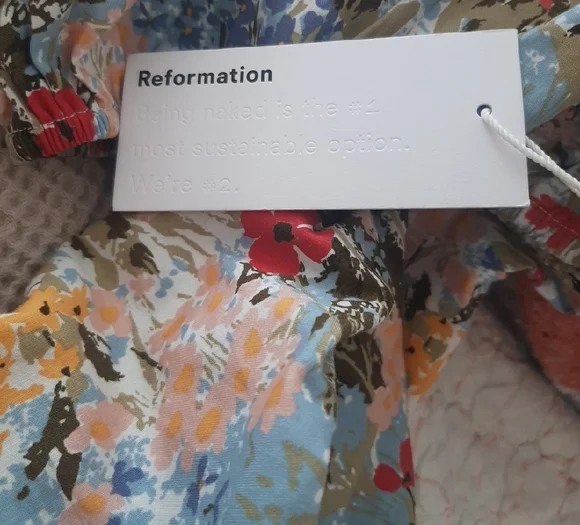 Reformation
Being naked is the #1
most sustainable option.
We're #2.